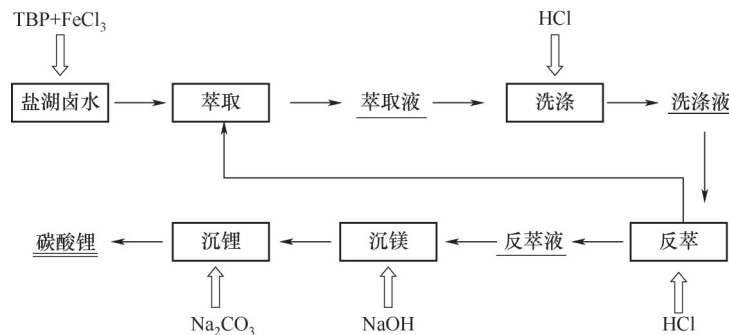 TBP+FeCl₃
HCl
盐湖卤水
萃取
萃取液
洗涤
洗涤液
碳酸锂
沉锂
沉镁
反萃液
反萃
Na₂CO₃
NaOH
HCl